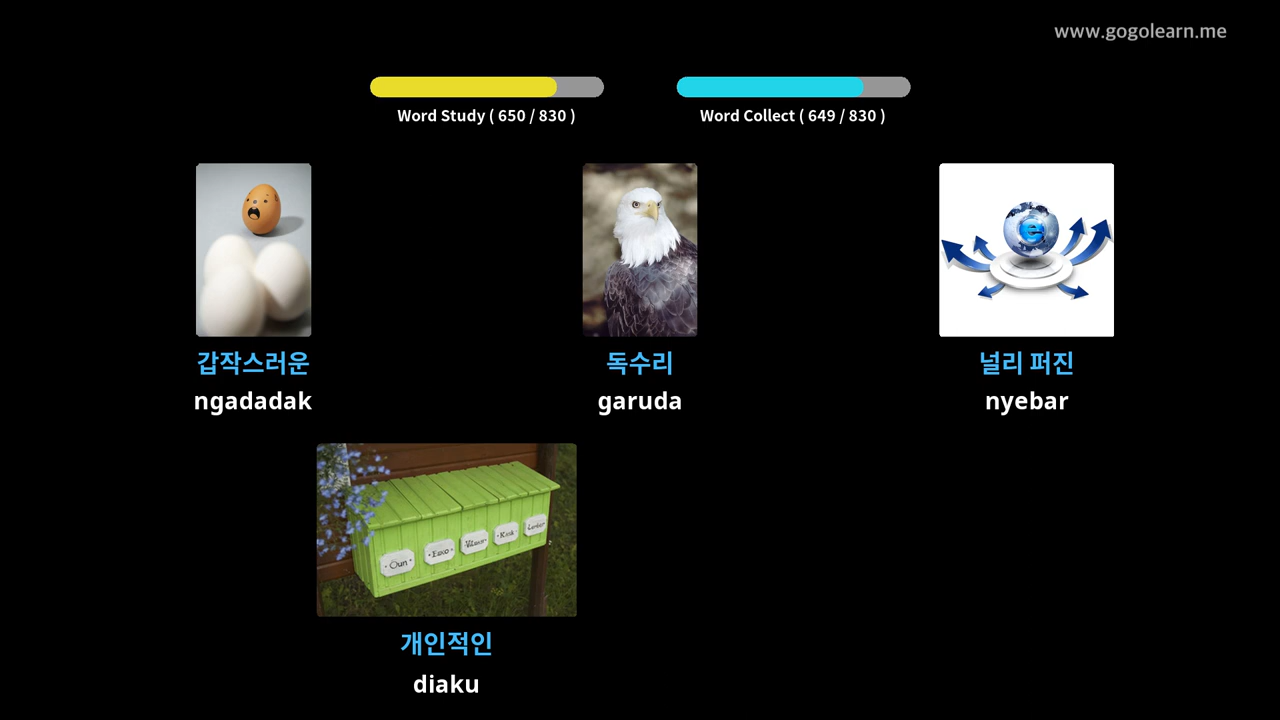 www.gogolearn.me
Word Study ( 650 / 830 )
Word Collect ( 649 / 830 )
갑작스러운
독수리
널리 퍼진
ngadadak
garuda
nyebar
개인적인
diaku